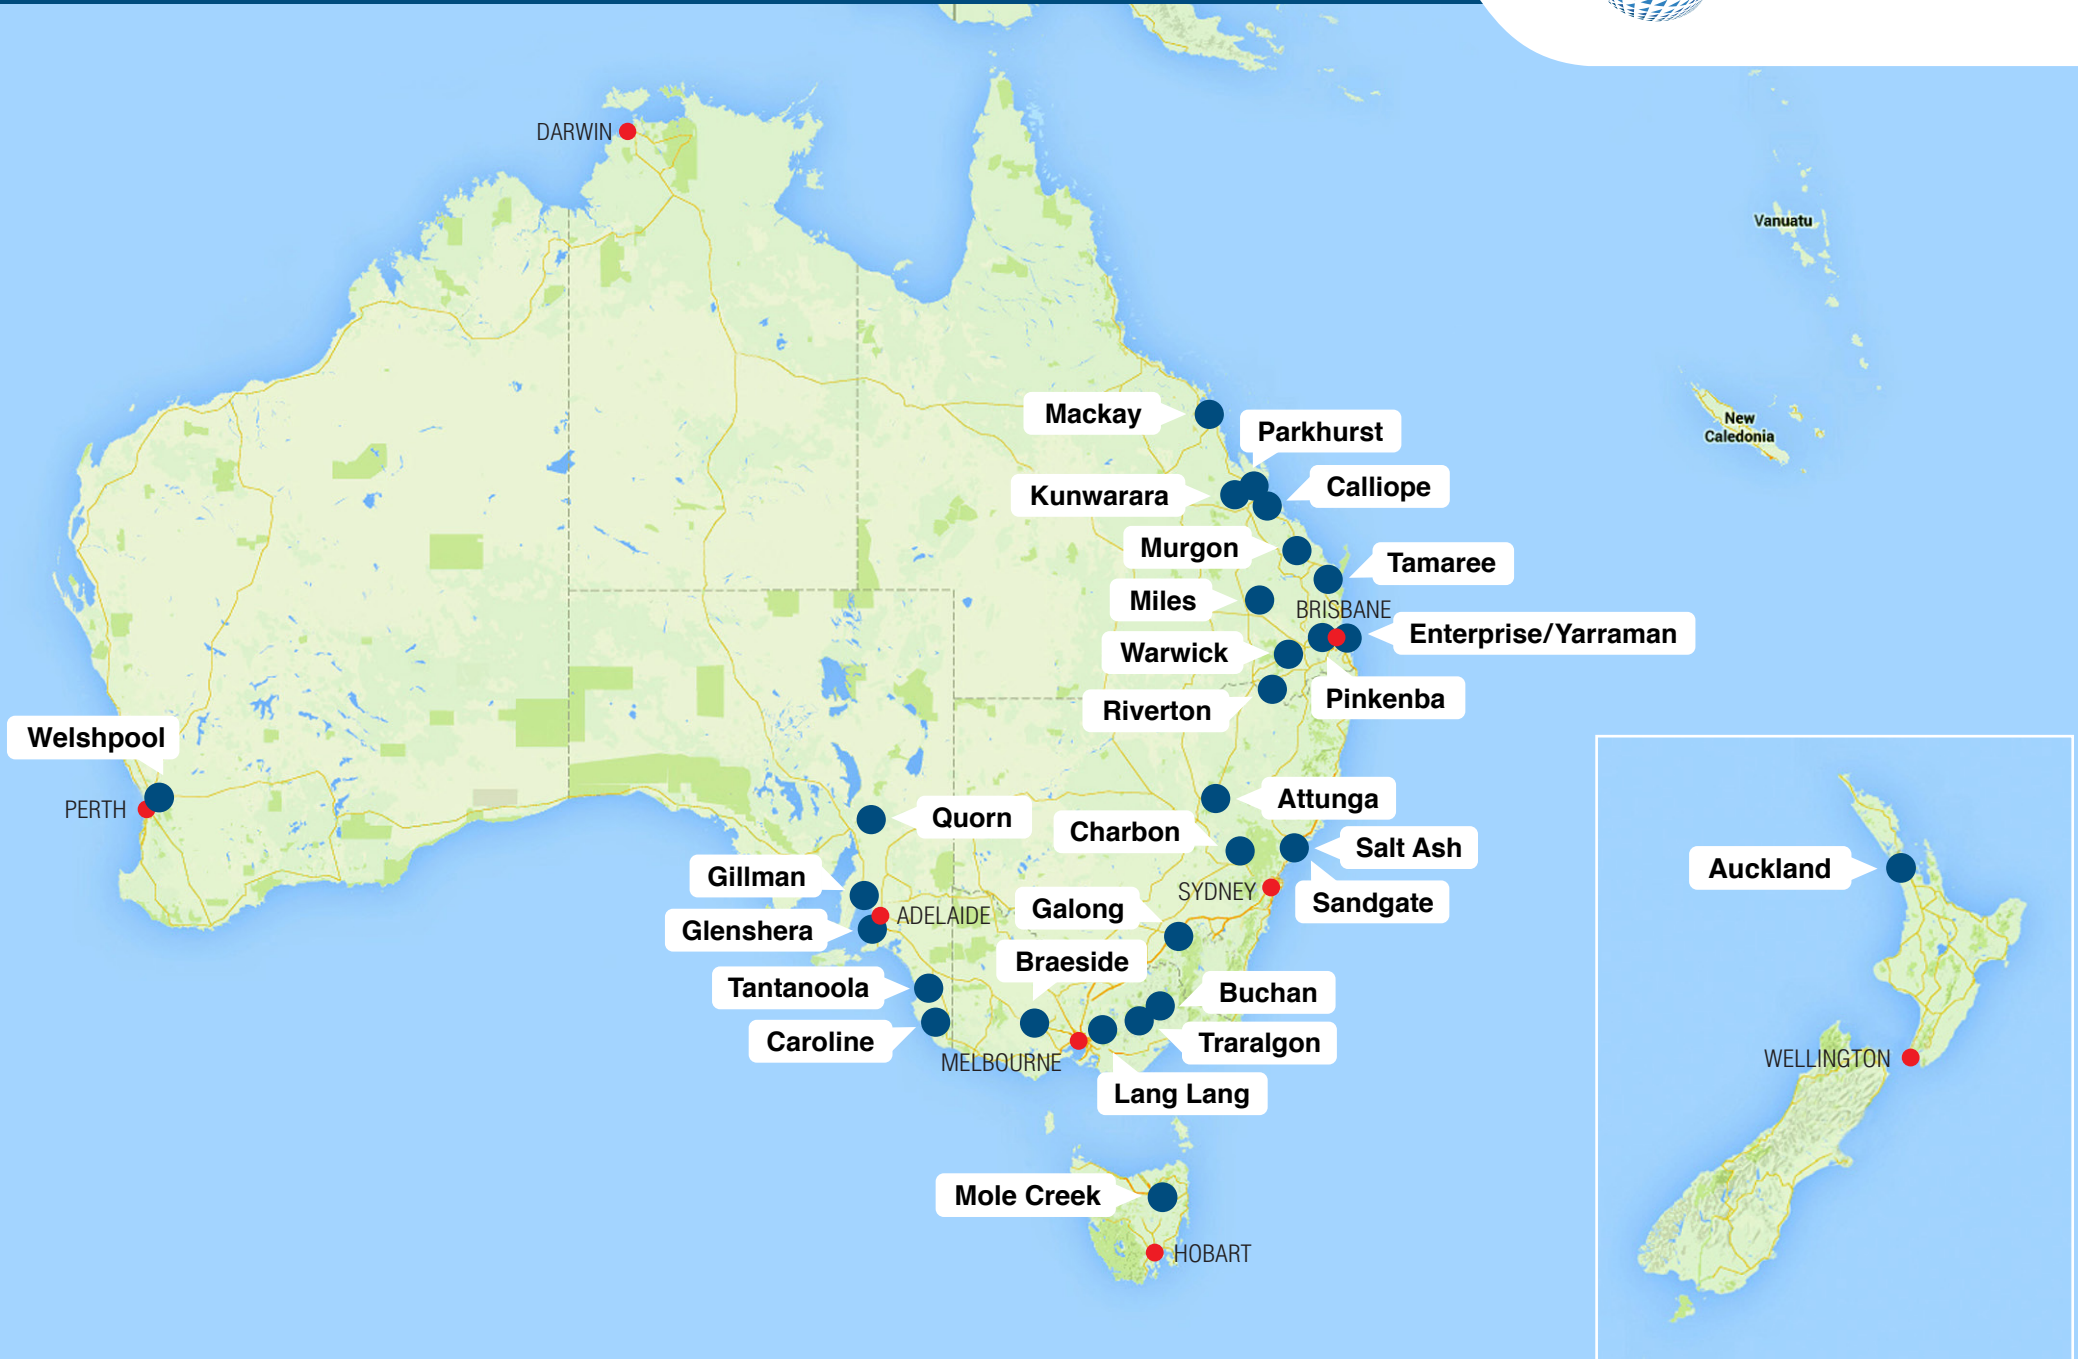 DARWIN
Vanuatu
New
Caledonia
Mackay
Parkhurst
Calliope
Kunwarara
Murgon
Tamaree
Miles
BRISBANE
Enterprise/Yarraman
Warwick
Pinkenba
Riverton
Welshpool
PERTH
Attunga
Quorn
Charbon
Salt Ash
Gillman
SYDNEY
Sandgate
Galong
ADELAIDE
Glenshera
Braeside
Tantanoola
Buchan
Caroline
Traralgon
MELBOURNE
Lang Lang
Mole Creek
HOBART
Auckland
WELLINGTON